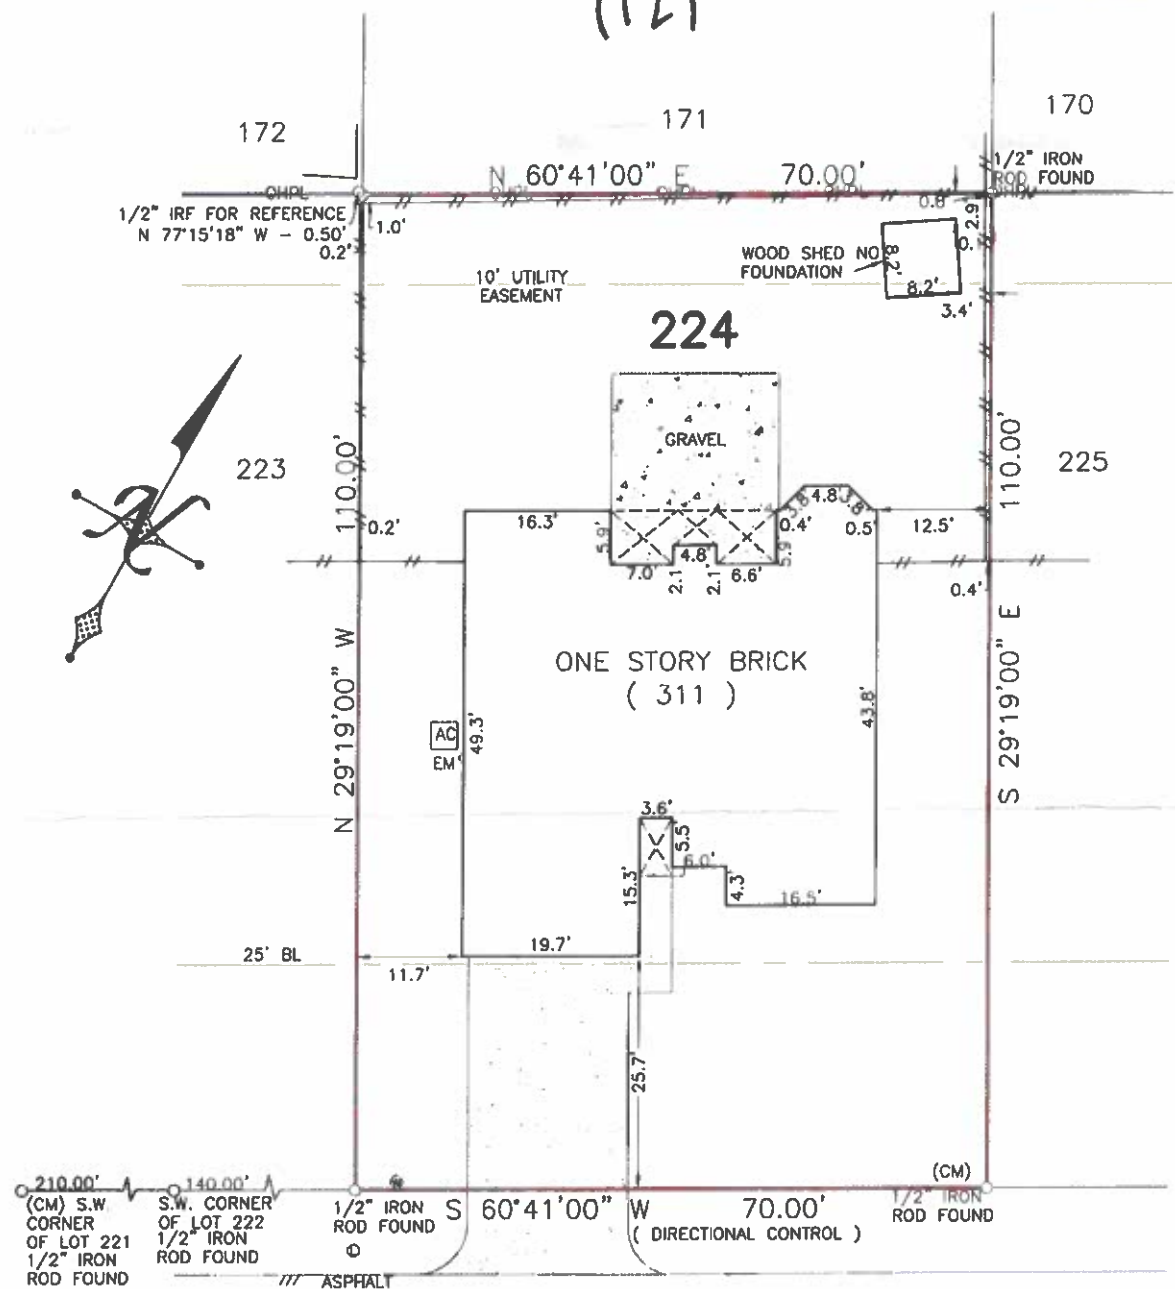 172
171
170
N 60°41'00" E 70.00'
1/2" IRON
ROD FOUND
OHPL
1/2" IRF FOR REFERENCE
N 77°15'18" W - 0.50'
0.2'
1.0'
0.8'
2.9'
WOOD SHED NO
FOUNDATION
8.2'
8.2'
3.4'
10' UTILITY
EASEMENT
224
GRAVEL
223
225
110.00'
110.00'
0.2'
16.3'
5.9'
7.0'
2.1
4.8'
2.1
6.6'
5.9
0.4'
3.8
4.8'
3.8
0.5'
12.5'
0.4'
ONE STORY BRICK
( 311 )
N 29°19'00" W
S 29°19'00" E
49.3'
43.8'
AC
EM
3.6'
5.5
6.0'
15.3'
4.3'
16.5'
25' BL
11.7'
19.7'
25.7'
210.00'
140.00'
(CM) S.W.
CORNER
OF LOT 221
1/2" IRON
ROD FOUND
S.W. CORNER
OF LOT 222
1/2" IRON
ROD FOUND
1/2" IRON
ROD FOUND
S 60°41'00" W 70.00'
( DIRECTIONAL CONTROL )
(CM)
1/2" IRON
ROD FOUND
ASPHALT